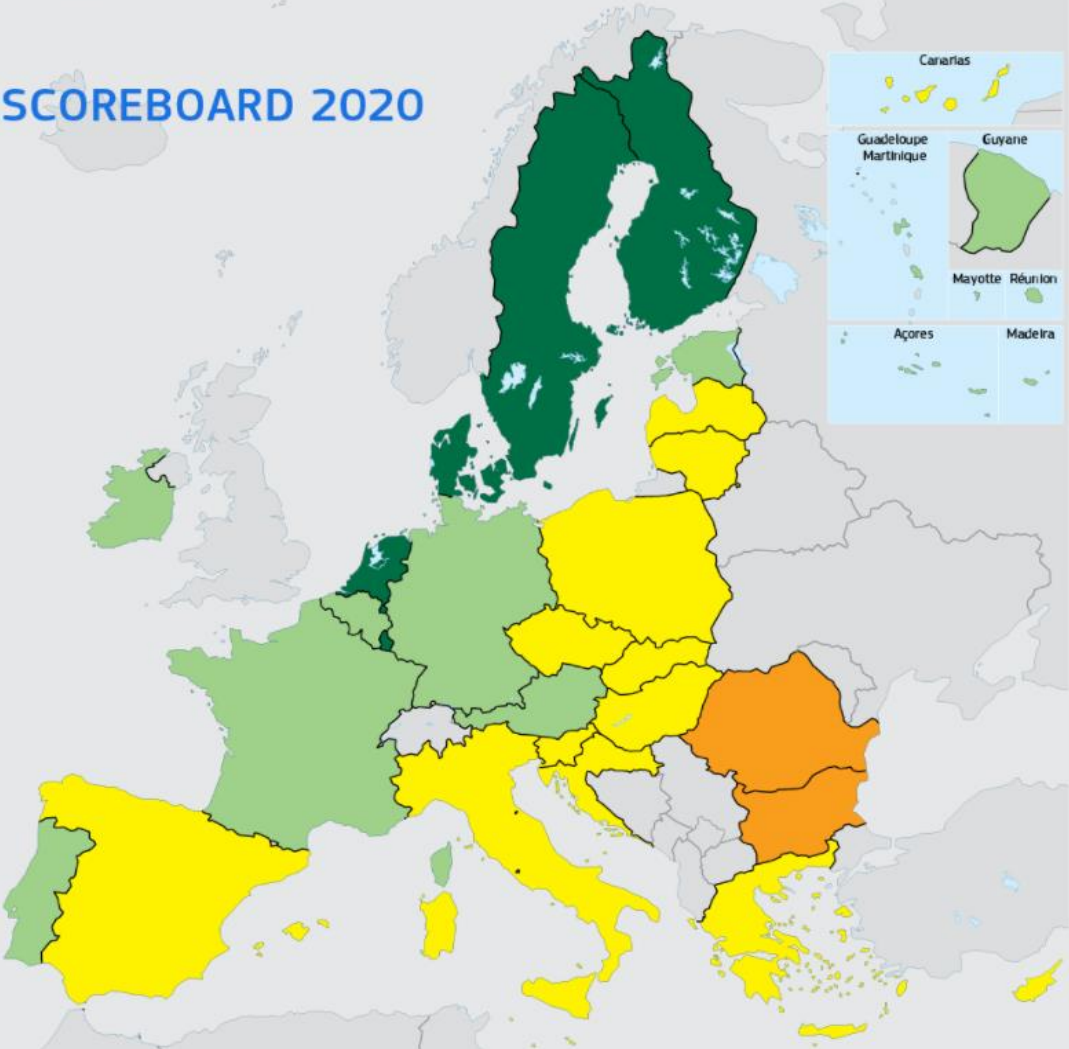 SCOREBOARD 2020
Canarias
Guadeloupe
Martinique
Guyane
Mayotte
Réunion
Açores
Madeira